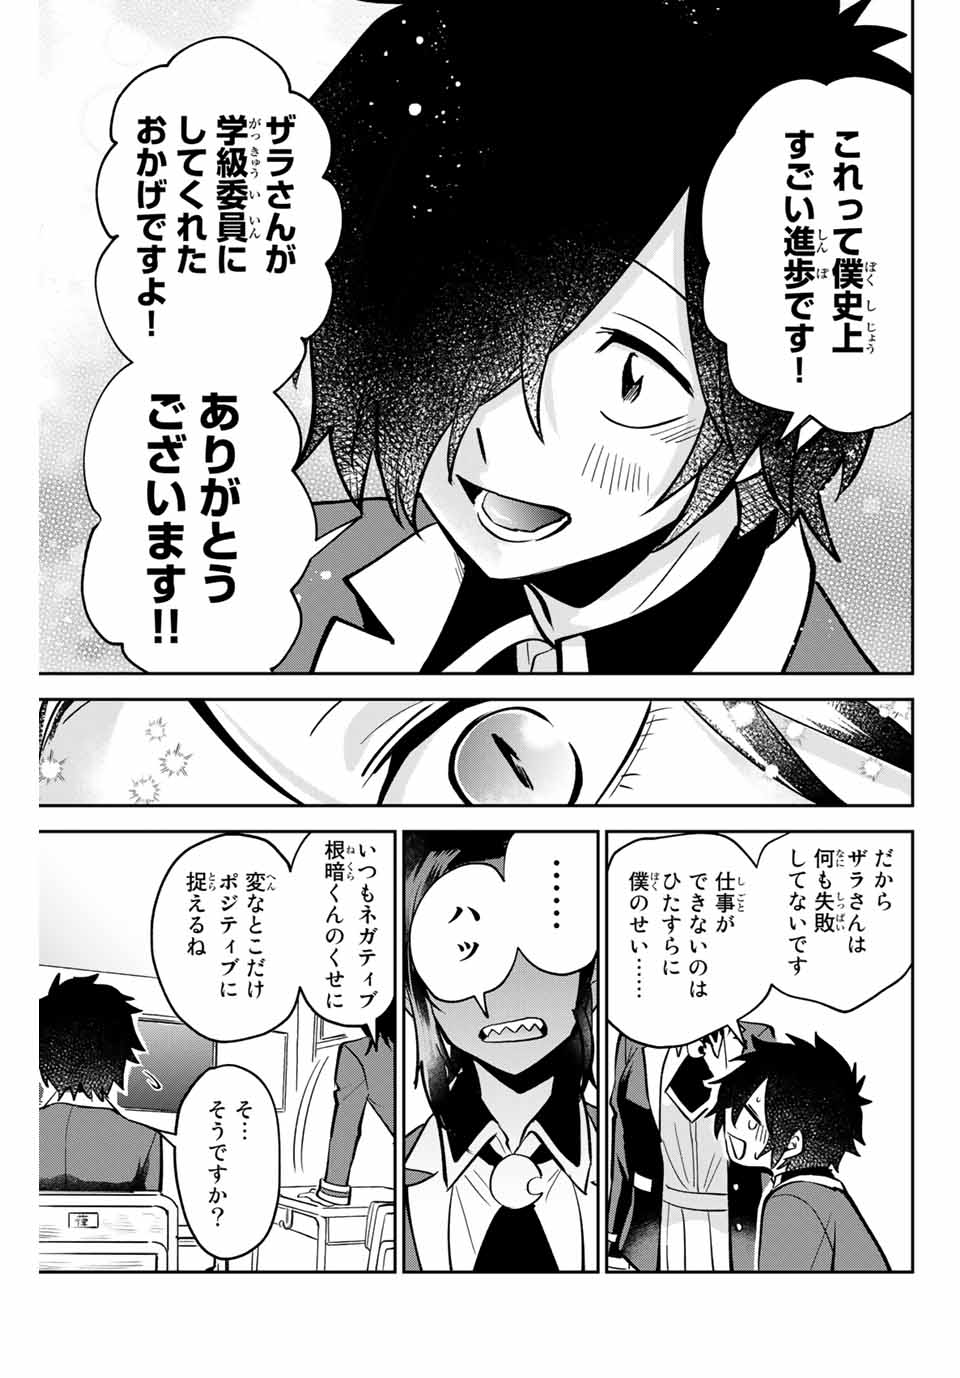 これって僕史上
すごい進歩です！
ザラさんが
学級委員に
してくれた
おかげですよ！
ありがとう
ございます!!
だから
ザラさんは
何も失敗
してないです
仕事が
できないのは
ひたすらに
僕のせい……
……
ハッ
いつもネガティブ
根暗くんのくせに
変なとこだけ
ポジティブに
捉えるね
そ…
そうですか？